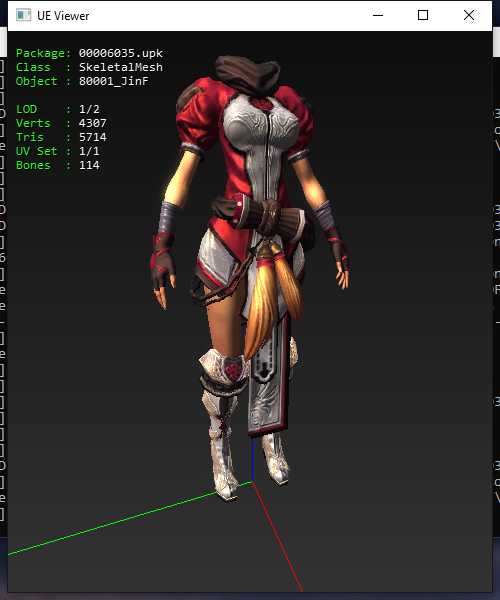 UE Viewer
Package: 00006035.upk
Class : SkeletalMesh
Object : 80001_JinF
LOD : 1/2
Verts : 4307
Tris : 5714
UV Set : 1/1
Bones : 114